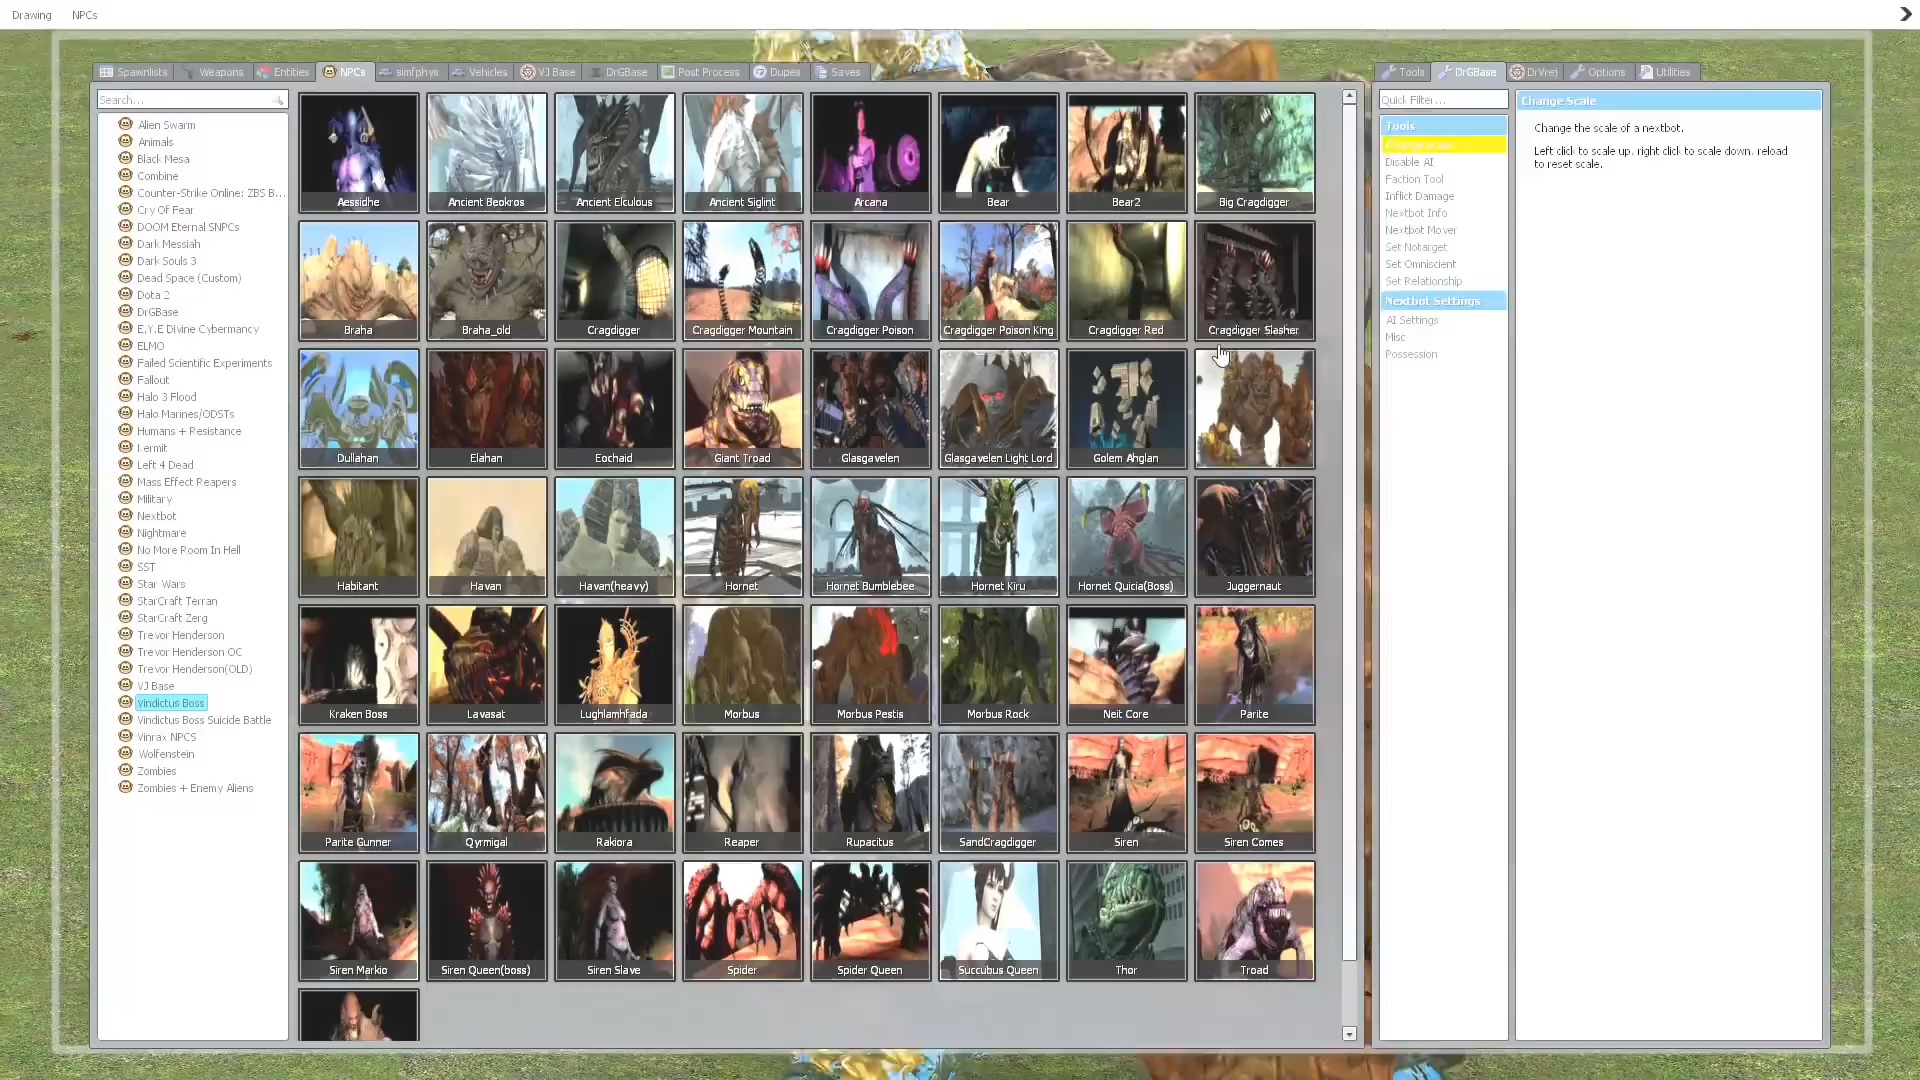 Drawing NPCs
Spawnlists Weapons Entities NPCs simfphys Vehicles VJ Base DrGBase Post Process Dupes Saves
Tools DrGBase DrVrej Options Utilities
Search...
Alien Swarm
Animals
Black Mesa
Combine
Counter-Strike Online: ZBS B...
Cry Of Fear
DOOM Eternal SNPCs
Dark Messiah
Dark Souls 3
Dead Space (Custom)
Dota 2
DrGBase
E.Y.E Divine Cybermancy
ELMO
Failed Scientific Experiments
Fallout
Halo 3 Flood
Halo Marines/ODSTs
Humans + Resistance
Kermit
Left 4 Dead
Mass Effect Reapers
Military
Nextbot
Nightmare
No More Room In Hell
SST
Star Wars
StarCraft Terran
StarCraft Zerg
Trevor Henderson
Trevor Henderson OC
Trevor Henderson(OLD)
VJ Base
Vindictus Boss
Vindictus Boss Suicide Battle
Vinrax NPCS
Wolfenstein
Zombies
Zombies + Enemy Aliens
Aessidhe Ancient Beokros Ancient Elculous Ancient Siglint Arcana Bear Bear2 Big Cragdigger
Braha Braha_old Cragdigger Cragdigger Mountain Cragdigger Poison Cragdigger Poison King Cragdigger Red Cragdigger Slasher
Dullahan Elahan Eochaid Giant Troad Glasgavelen Glasgavelen Light Lord Golem Ahglan
Habitant Havan Havan(heavy) Hornet Hornet Bumblebee Hornet Kiru Hornet Quicia(Boss) Juggernaut
Kraken Boss Lavasat Lughlamhfada Morbus Morbus Pestis Morbus Rock Neit Core Parite
Parite Gunner Qyrmigal Rakiora Reaper Rupacitus SandCragdigger Siren Siren Comes
Siren Markio Siren Queen(boss) Siren Slave Spider Spider Queen Succubus Queen Thor Troad
Quick Filter ...
Tools
Change Scale
Disable AI
Faction Tool
Inflict Damage
Nextbot Info
Nextbot Mover
Set Notarget
Set Omniscient
Set Relationship
Nextbot Settings
AI Settings
Misc
Possession
Change Scale
Change the scale of a nextbot.
Left click to scale up, right click to scale down, reload
to reset scale.